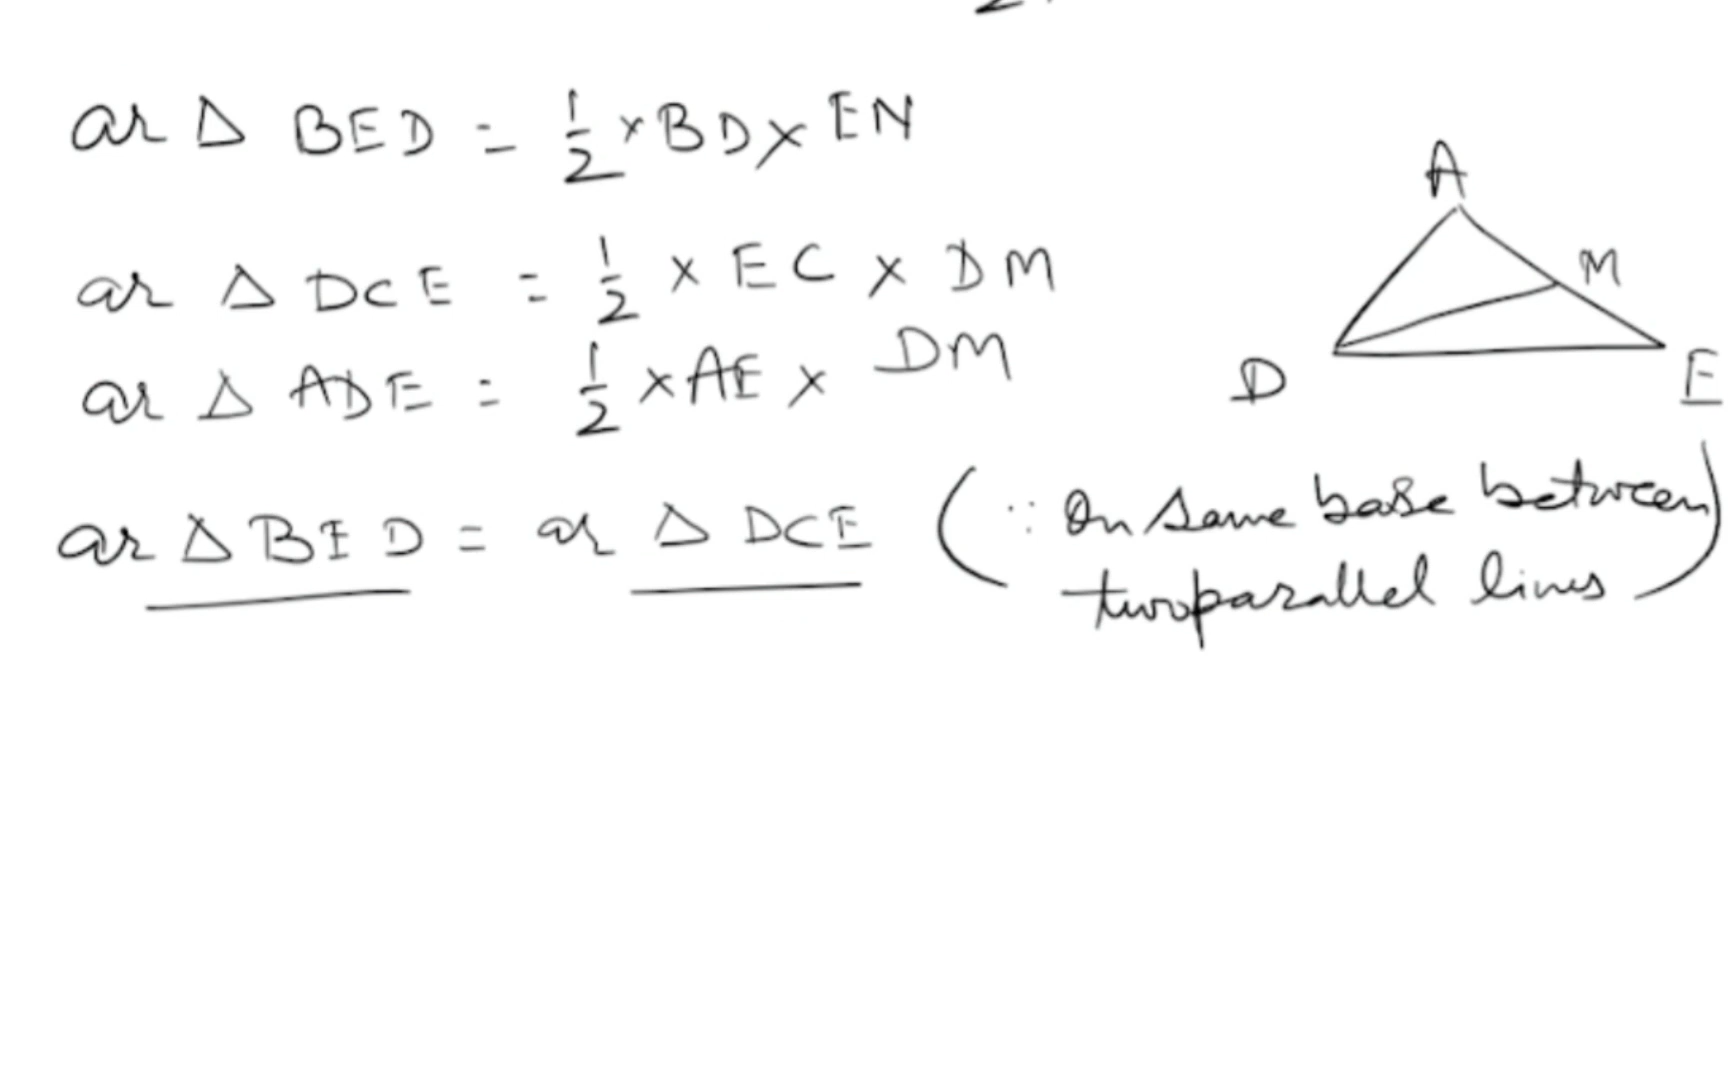 ar △ BED = 1/2 × BD × EN
ar △ DCE = 1/2 × EC × DM
ar △ ADE = 1/2 × AE × DM
A
M
D
E
ar △ BED = ar △ DCE (∵ On same base between
two parallel lines)